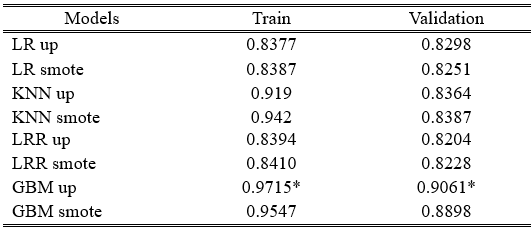 Models Train Validation
LR up 0.8377 0.8298
LR smote 0.8387 0.8251
KNN up 0.919 0.8364
KNN smote 0.942 0.8387
LRR up 0.8394 0.8204
LRR smote 0.8410 0.8228
GBM up 0.9715* 0.9061*
GBM smote 0.9547 0.8898